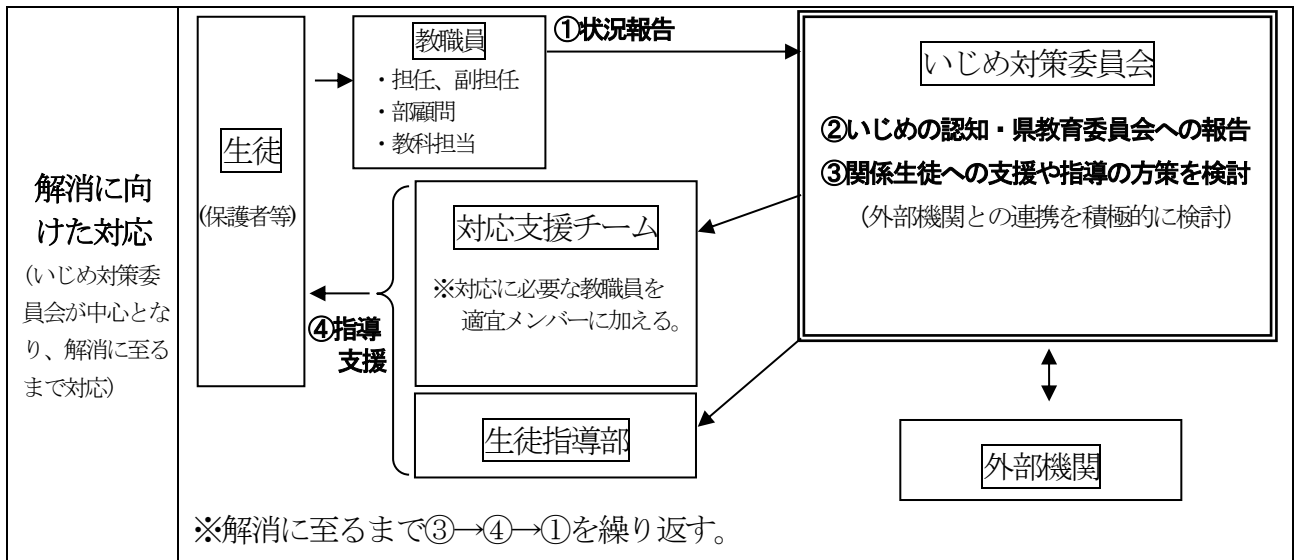 解消に向
けた対応
(いじめ対策委
員会が中心とな
り、解消に至る
まで対応)
生徒
(保護者等)
教職員
・担任、副担任
・部顧問
・教科担当
①状況報告
いじめ対策委員会
②いじめの認知・県教育委員会への報告
③関係生徒への支援や指導の方策を検討
(外部機関との連携を積極的に検討)
対応支援チーム
※対応に必要な教職員を
適宜メンバーに加える。
④指導
支援
生徒指導部
外部機関
※解消に至るまで③→④→①を繰り返す。